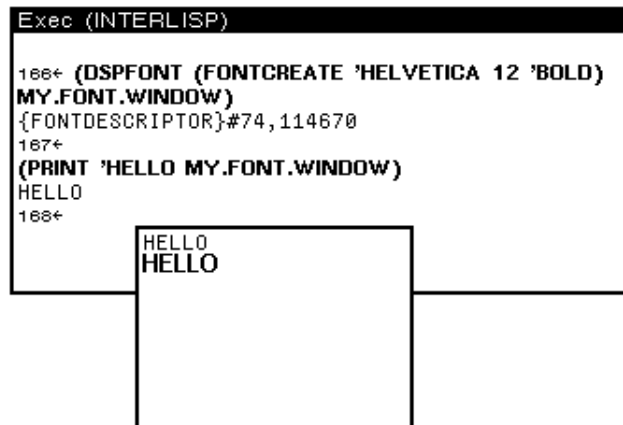 Exec (INTERLISP)
166← (DSPFONT (FONTCREATE 'HELVETICA 12 'BOLD)
MY.FONT.WINDOW)
{FONTDESCRIPTOR}#74,114670
167←
(PRINT 'HELLO MY.FONT.WINDOW)
HELLO
168←
HELLO
HELLO